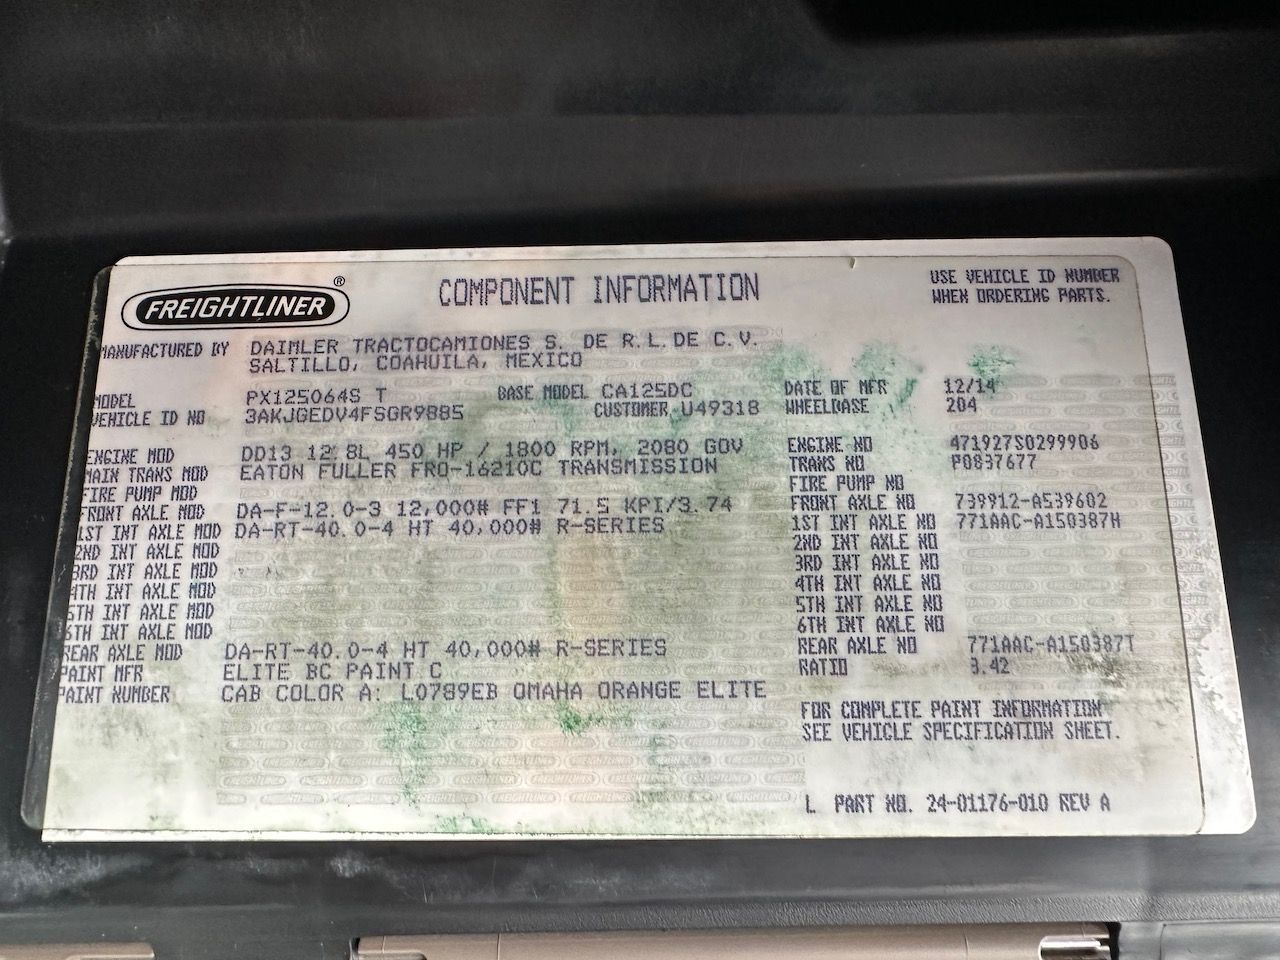 FREIGHTLINER ®
COMPONENT INFORMATION
USE VEHICLE ID NUMBER
WHEN ORDERING PARTS.
MANUFACTURED BY DAIMLER TRACTOCAMIONES S. DE R.L.DE C.V.
SALTILLO, COAHUILA, MEXICO
MODEL PX125064S T BASE MODEL CA125DC DATE OF MFR 12/14
VEHICLE ID NO 3AKJGEDV4FSGR9885 CUSTOMER U49318 WHEELBASE 204
ENGINE MOD DD13 12.8L 450 HP / 1800 RPM, 2080 GOV ENGINE NO 471927S0299906
MAIN TRANS MOD EATON FULLER FRO-16210C TRANSMISSION TRANS NO P0837677
FIRE PUMP MOD FIRE PUMP NO
FRONT AXLE MOD DA-F-12.0-3 12,000# FF1 71.5 KPI/3.74 FRONT AXLE NO 739912-A539602
1ST INT AXLE MOD DA-RT-40.0-4 HT 40,000# R-SERIES 1ST INT AXLE NO 771AAC-A150387H
2ND INT AXLE MOD 2ND INT AXLE NO
3RD INT AXLE MOD 3RD INT AXLE NO
4TH INT AXLE MOD 4TH INT AXLE NO
5TH INT AXLE MOD 5TH INT AXLE NO
6TH INT AXLE MOD 6TH INT AXLE NO
REAR AXLE MOD DA-RT-40.0-4 HT 40,000# R-SERIES REAR AXLE NO 771AAC-A150387T
PAINT MFR ELITE BC PAINT C RATIO 3.42
PAINT NUMBER CAB COLOR A: L0789EB OMAHA ORANGE ELITE
FOR COMPLETE PAINT INFORMATION
SEE VEHICLE SPECIFICATION SHEET.
L PART NO. 24-01176-010 REV A